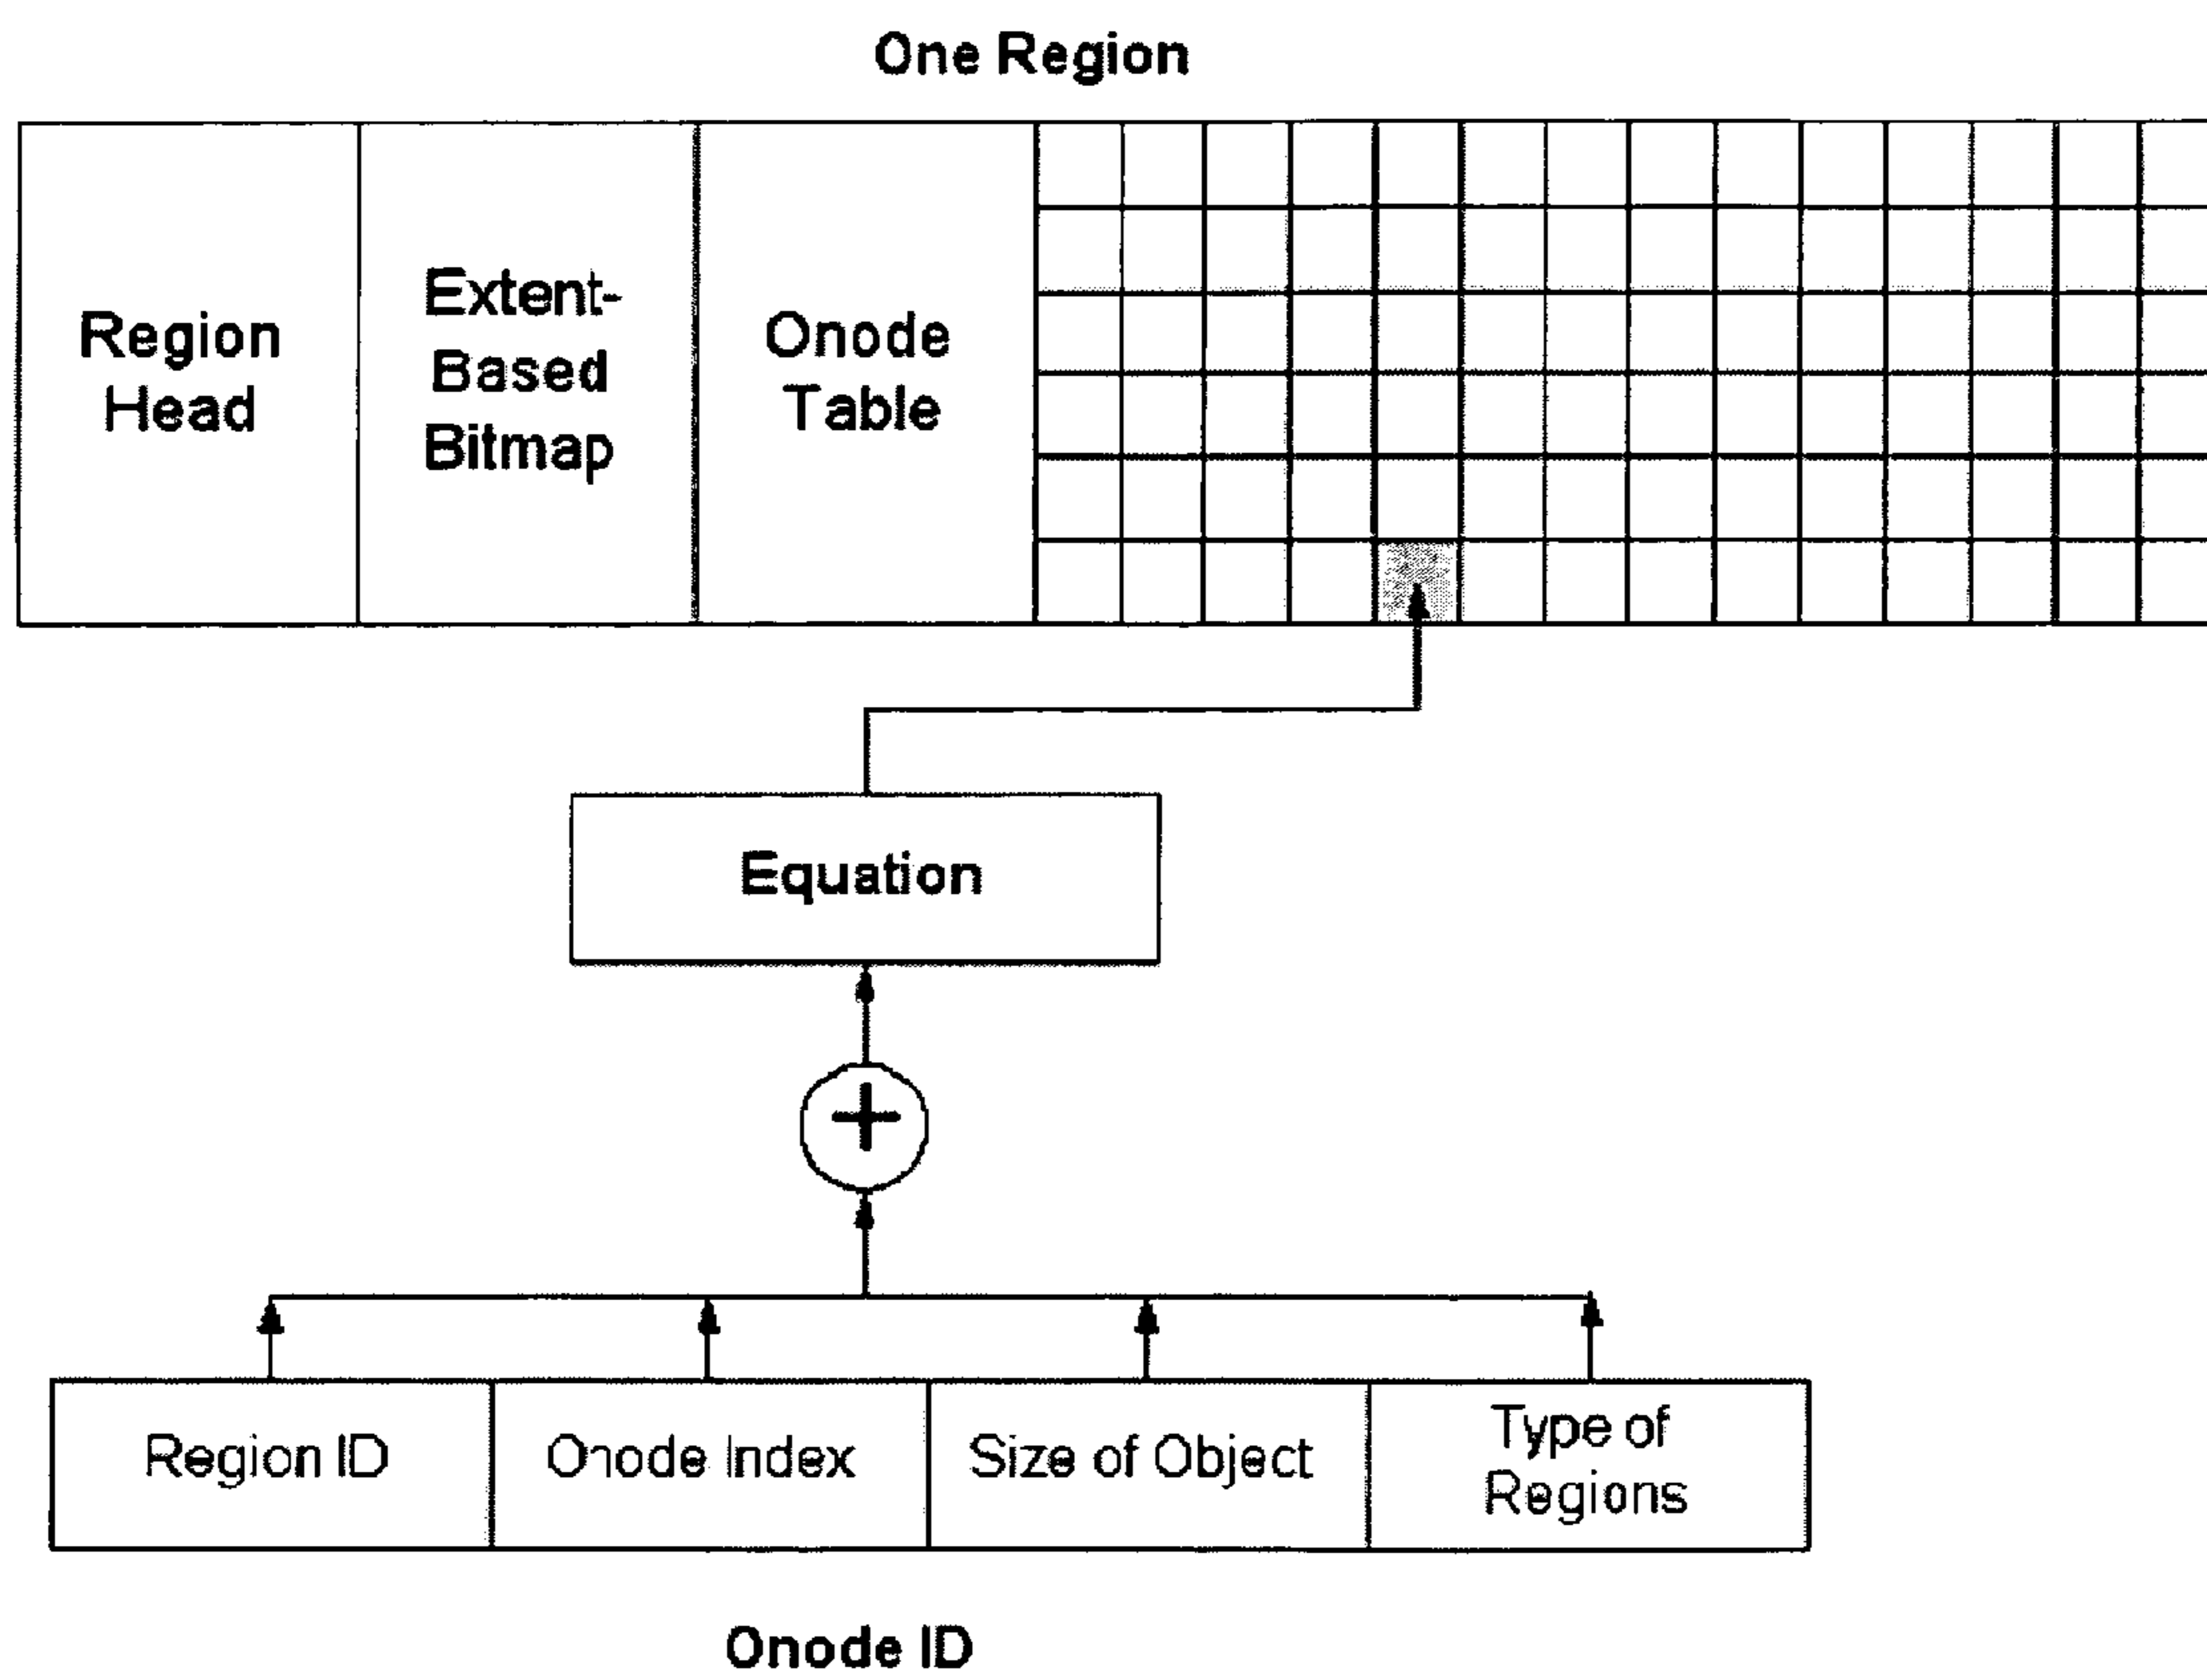 One Region
Region
Head
Extent-
Based
Bitmap
Onode
Table
Equation
+
Region ID
Onode Index
Size of Object
Type of
Regions
Onode ID